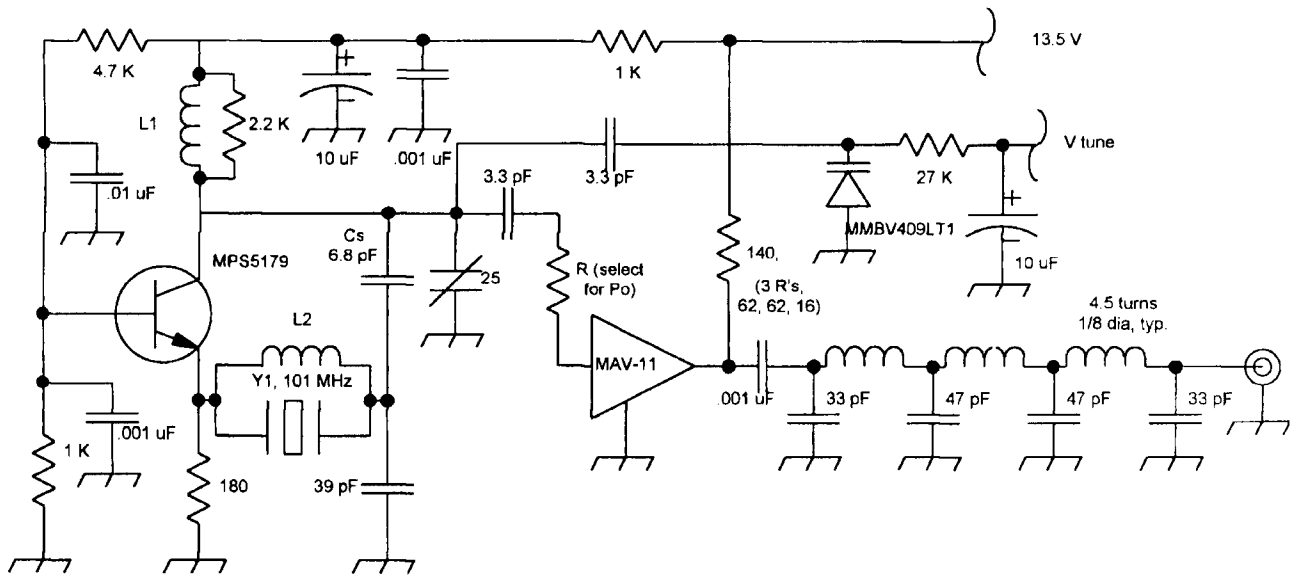 13.5 V
4.7 K
1 K
L1
2.2 K
+
-
10 uF
.001 uF
V tune
3.3 pF
3.3 pF
27 K
.01 uF
MMBV409LT1
+
-
10 uF
MPS5179
Cs
6.8 pF
25
R (select
for Po)
140,
(3 R's,
62, 62, 16)
4.5 turns
1/8 dia, typ.
L2
Y1, 101 MHz
MAV-11
.001 uF
33 pF
47 pF
47 pF
33 pF
.001 uF
1 K
180
39 pF